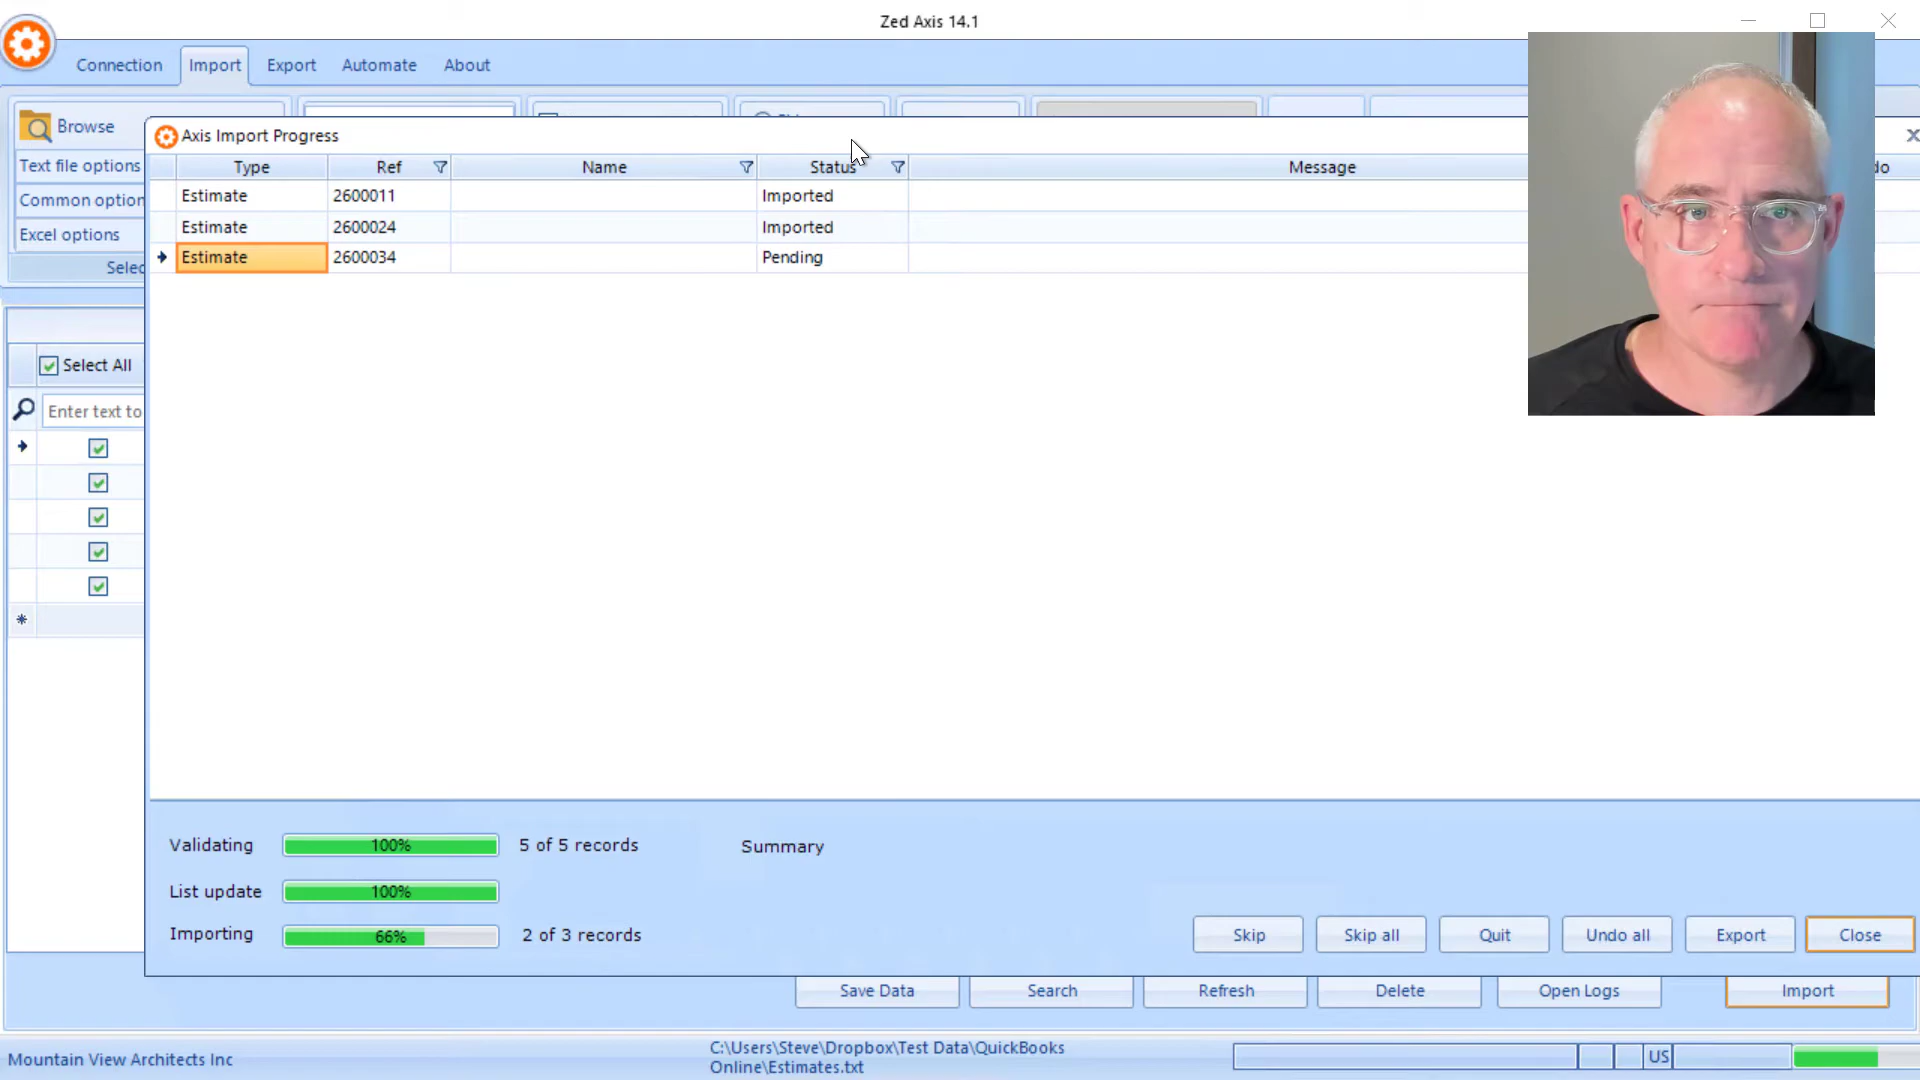 Zed Axis 14.1
Connection
Import
Export
Automate
About
Browse
Text file options
Common option
Excel options
Selec
Axis Import Progress
Type
Ref
Name
Status
Message
do
Estimate
2600011
Imported
Estimate
2600024
Imported
Estimate
2600034
Pending
Select All
Enter text to
Validating
100%
5 of 5 records
Summary
List update
100%
Importing
66%
2 of 3 records
Skip
Skip all
Quit
Undo all
Export
Close
Save Data
Search
Refresh
Delete
Open Logs
Import
Mountain View Architects Inc
C:\Users\Steve\Dropbox\Test Data\QuickBooks
Online\Estimates.txt
US